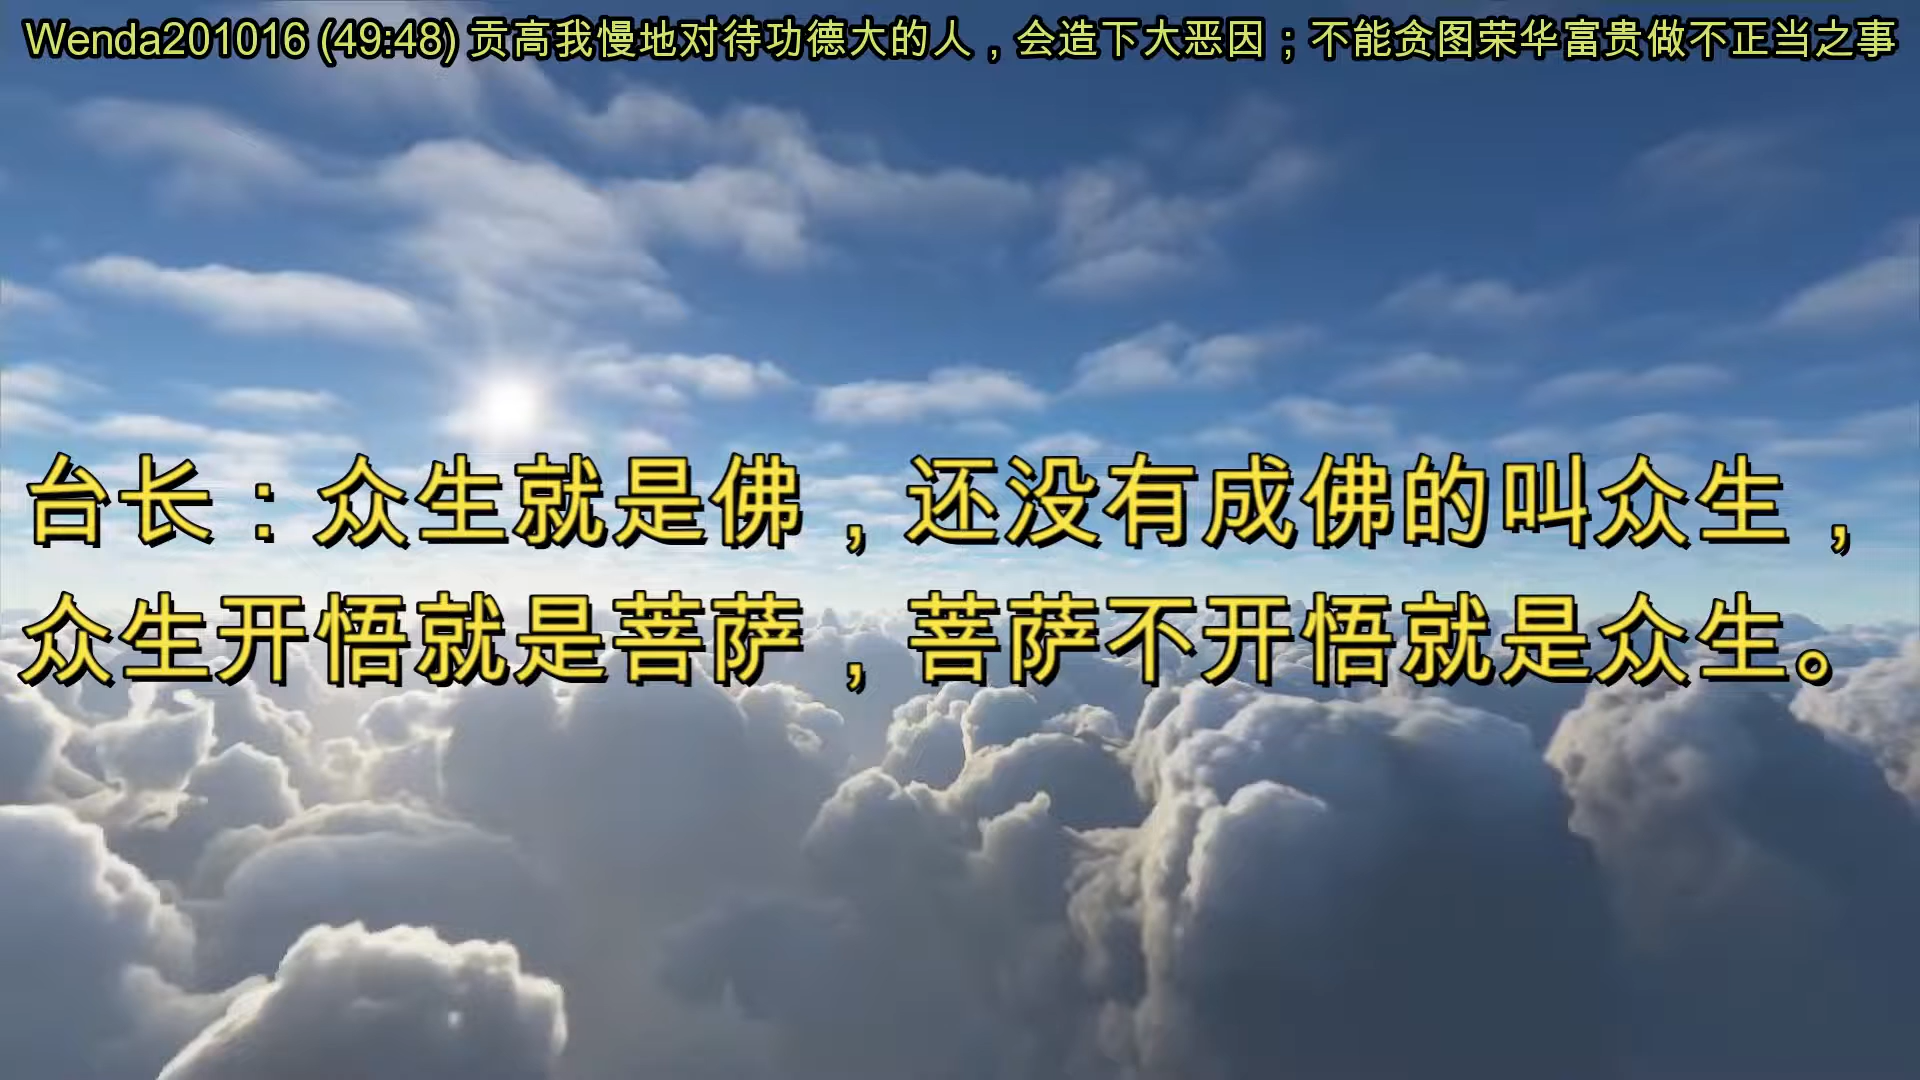 Wenda201016 (49:48) 贡高我慢地对待功德大的人，会造下大恶因；不能贪图荣华富贵做不正当之事
台长：众生就是佛，还没有成佛的叫众生，
众生开悟就是菩萨，菩萨不开悟就是众生。